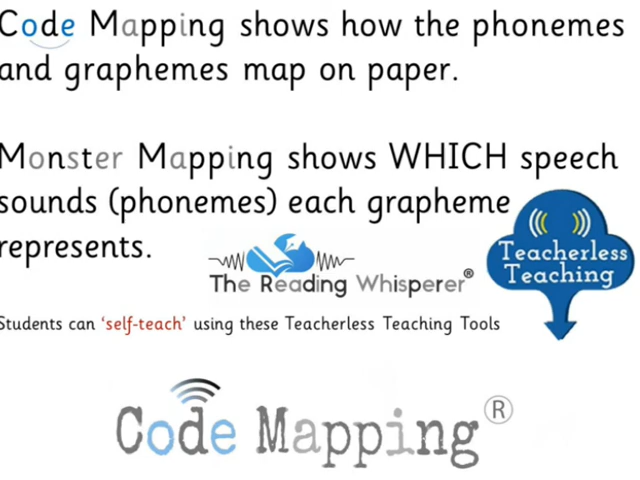 Code Mapping shows how the phonemes
and graphemes map on paper.
Monster Mapping shows WHICH speech
sounds (phonemes) each grapheme
represents.
The Reading Whisperer®
Teacherless
Teaching
Students can 'self-teach' using these Teacherless Teaching Tools
Code Mapping ®